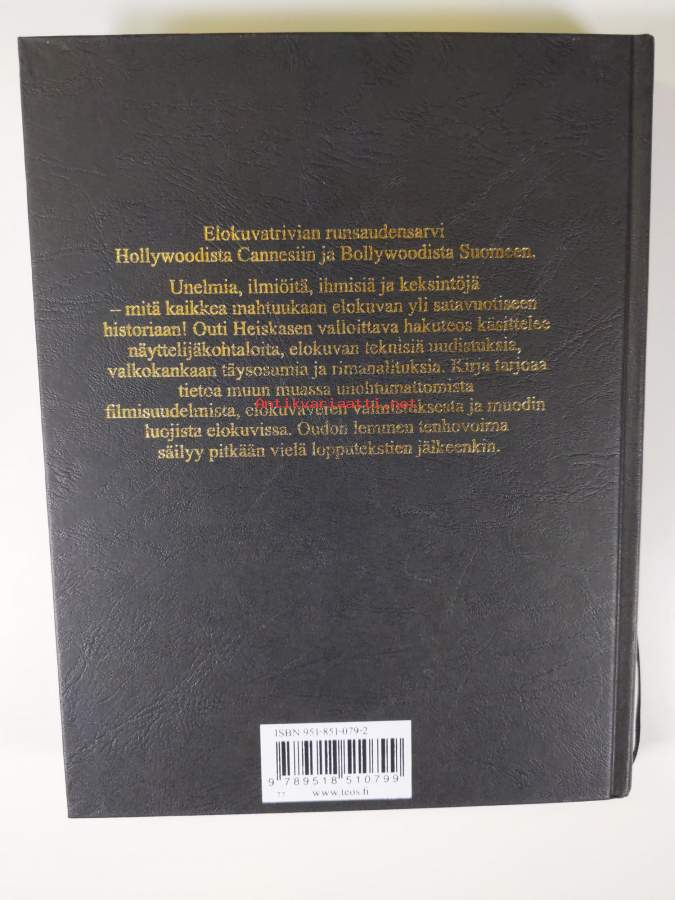 Elokuvatrivian runsaudensarvi
Hollywoodista Cannesiin ja Bollywoodista Suomeen.
Unelmia, ilmiöitä, ihmisiä ja keksintöjä
– mitä kaikkea mahtuukaan elokuvan yli satavuotiseen
historiaan! Outi Heiskasen valloittava hakuteos käsittelee
näyttelijäkohtaloita, elokuvan teknisiä uudistuksia,
valkokankaan täysosumia ja rimanalituksia. Kirja tarjoaa
tietoa muun muassa unohtumattomista
Antikvariaatti.net
filmisuudelmista, elokuvaveren valmistuksesta ja muodin
luojista elokuvissa. Oudon lemmen tenhovoima
säilyy pitkään vielä lopputekstien jälkeenkin.
ISBN 951-851-079-2
9 789518 510799
77 www.teos.fi